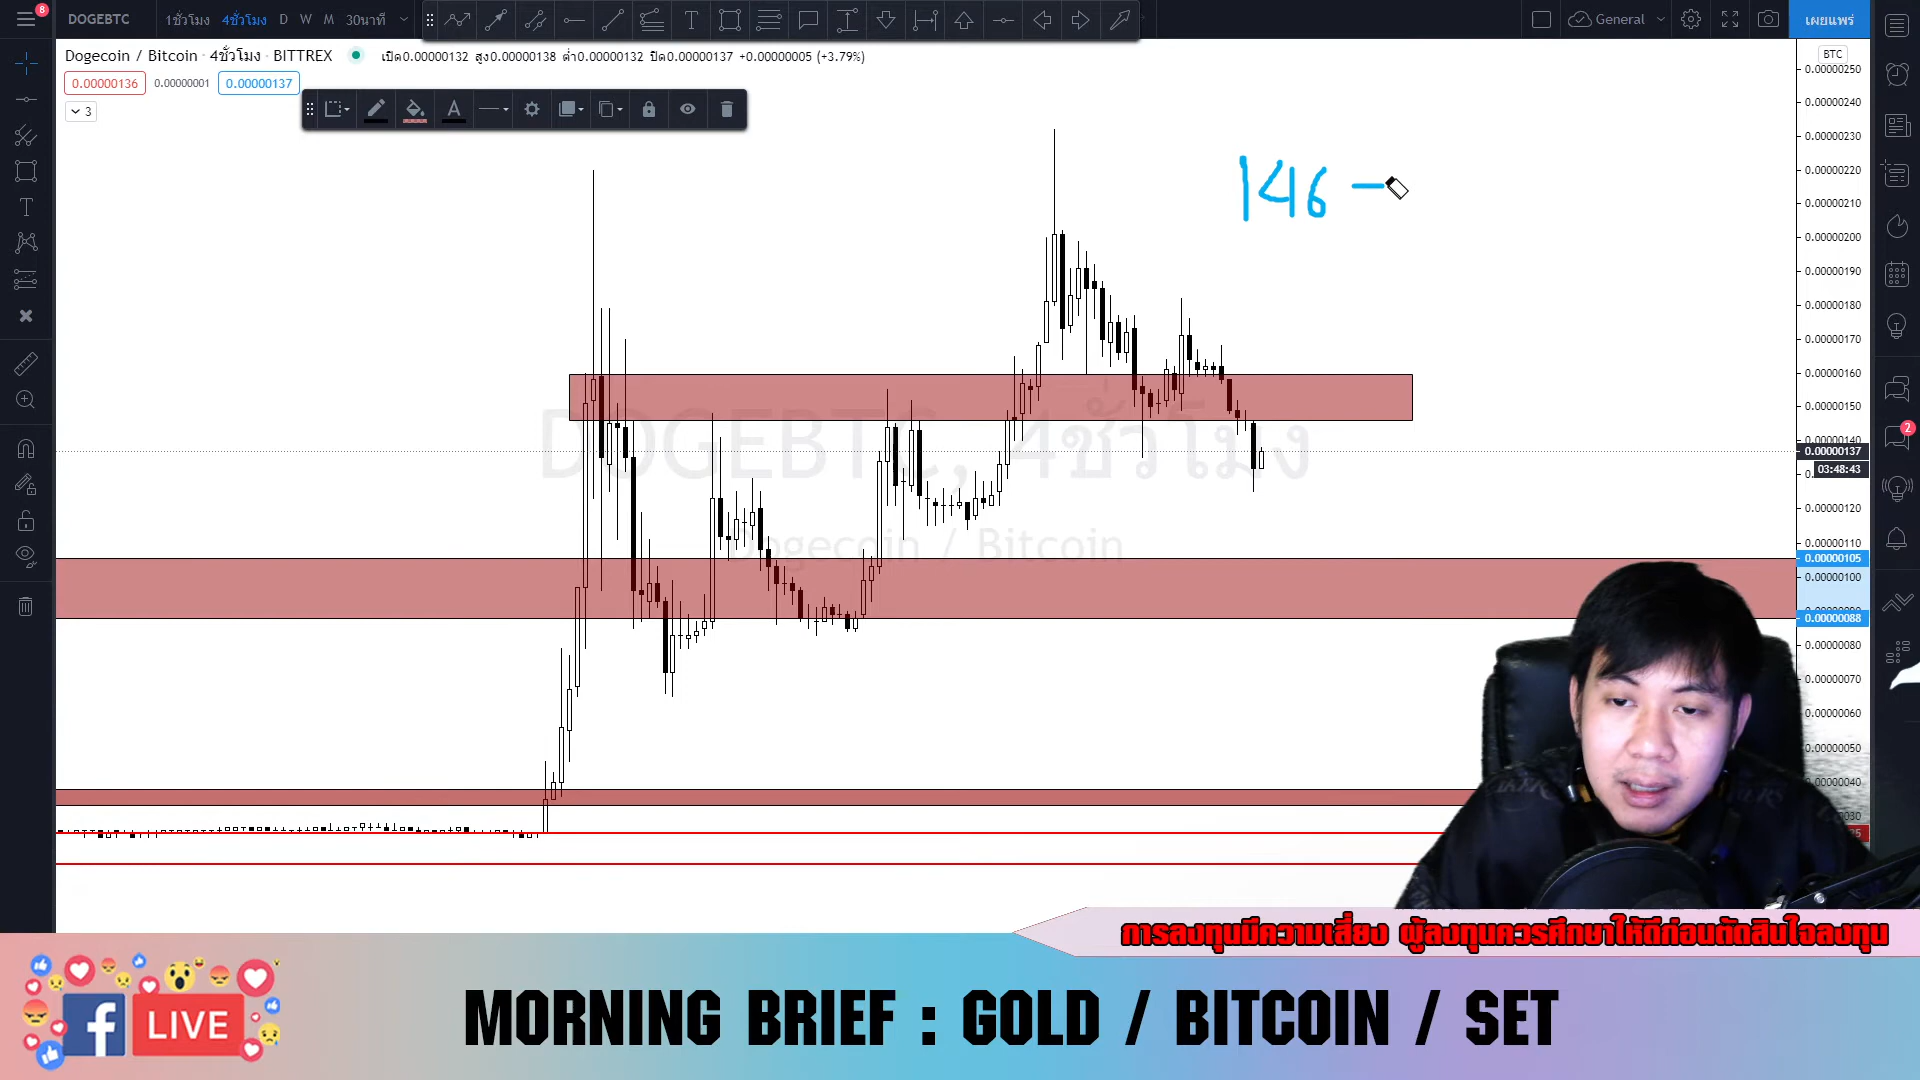 8
DOGEBTC 1ชั่วโมง 4ชั่วโมง D W M 30นาที T General เผยแพร่
Dogecoin / Bitcoin · 4ชั่วโมง · BITTREX เปิด0.00000132 สูง0.00000138 ต่ำ0.00000132 ปิด0.00000137 +0.00000005 (+3.79%)
BTC
0.00000136 0.00000001 0.00000137
3
A
0.00000250
0.00000240
0.00000230
0.00000220
0.00000210
0.00000200
0.00000190
0.00000180
0.00000170
0.00000160
0.00000150
0.00000140
0.00000137
03:48:43
0.00000120
0.00000110
0.00000105
0.00000100
0.00000088
0.00000080
0.00000070
0.00000060
0.00000050
0.00000040
2
146 –
DOGEBTC, 4ชั่วโมง
Dogecoin / Bitcoin
การลงทุนมีความเสี่ยง ผู้ลงทุนควรศึกษาให้ดีก่อนตัดสินใจลงทุน
f LIVE
MORNING BRIEF : GOLD / BITCOIN / SET